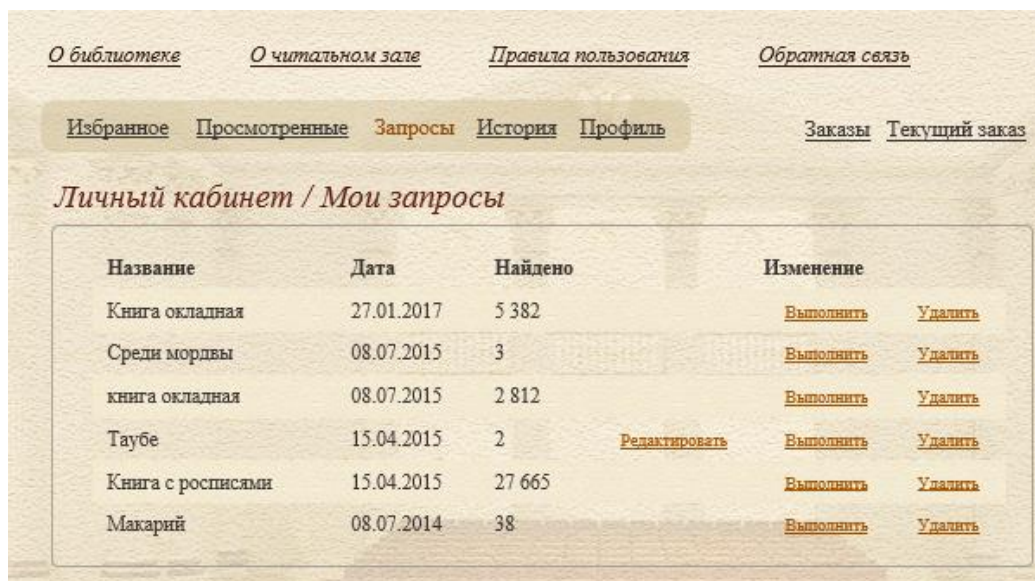 О библиотеке О читальном зале Правила пользования Обратная связь
Избранное Просмотренные Запросы История Профиль Заказы Текущий заказ
Личный кабинет / Мои запросы
Название Дата Найдено Изменение
Книга окладная 27.01.2017 5 382 Выполнить Удалить
Среди мордвы 08.07.2015 3 Выполнить Удалить
книга окладная 08.07.2015 2 812 Выполнить Удалить
Таубе 15.04.2015 2 Редактировать Выполнить Удалить
Книга с росписями 15.04.2015 27 665 Выполнить Удалить
Макарий 08.07.2014 38 Выполнить Удалить